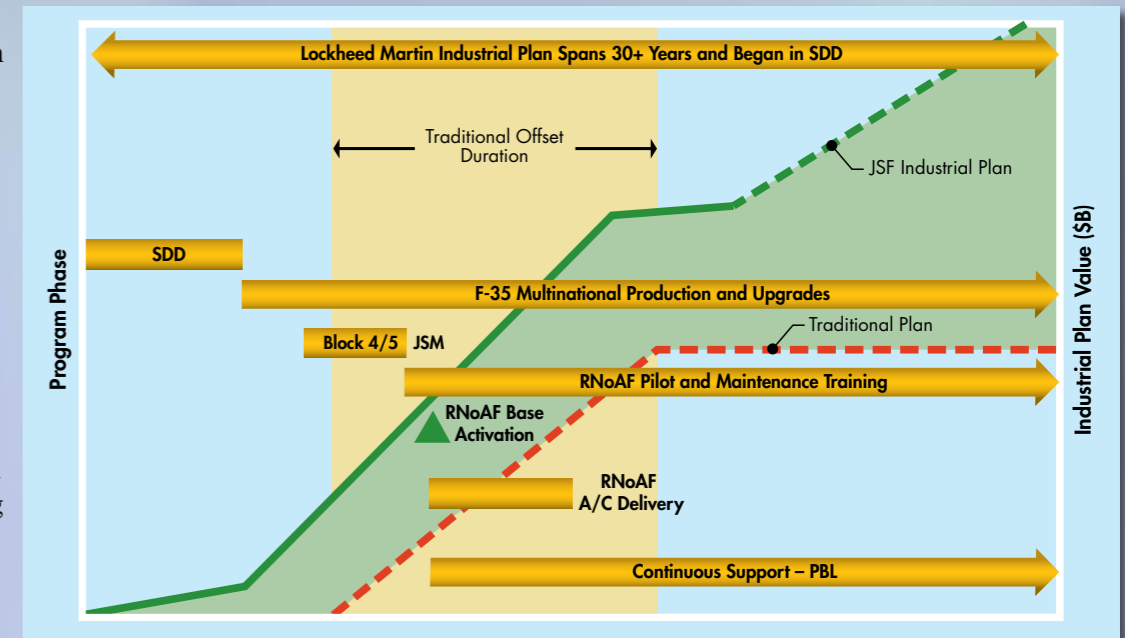 Lockheed Martin Industrial Plan Spans 30+ Years and Began in SDD
Traditional Offset
Duration
JSF Industrial Plan
SDD
F-35 Multinational Production and Upgrades
Traditional Plan
Block 4/5 JSM
RNoAF Pilot and Maintenance Training
RNoAF Base
Activation
RNoAF
A/C Delivery
Continuous Support – PBL
Program Phase
Industrial Plan Value ($B)